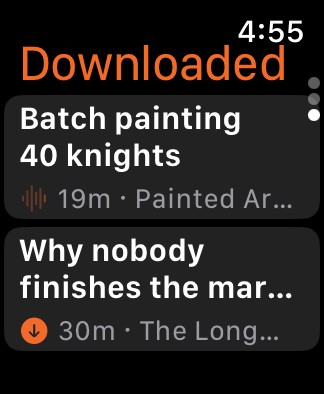 4:55
Downloaded
Batch painting
40 knights
19m · Painted Ar...
Why nobody
finishes the mar...
30m · The Long...